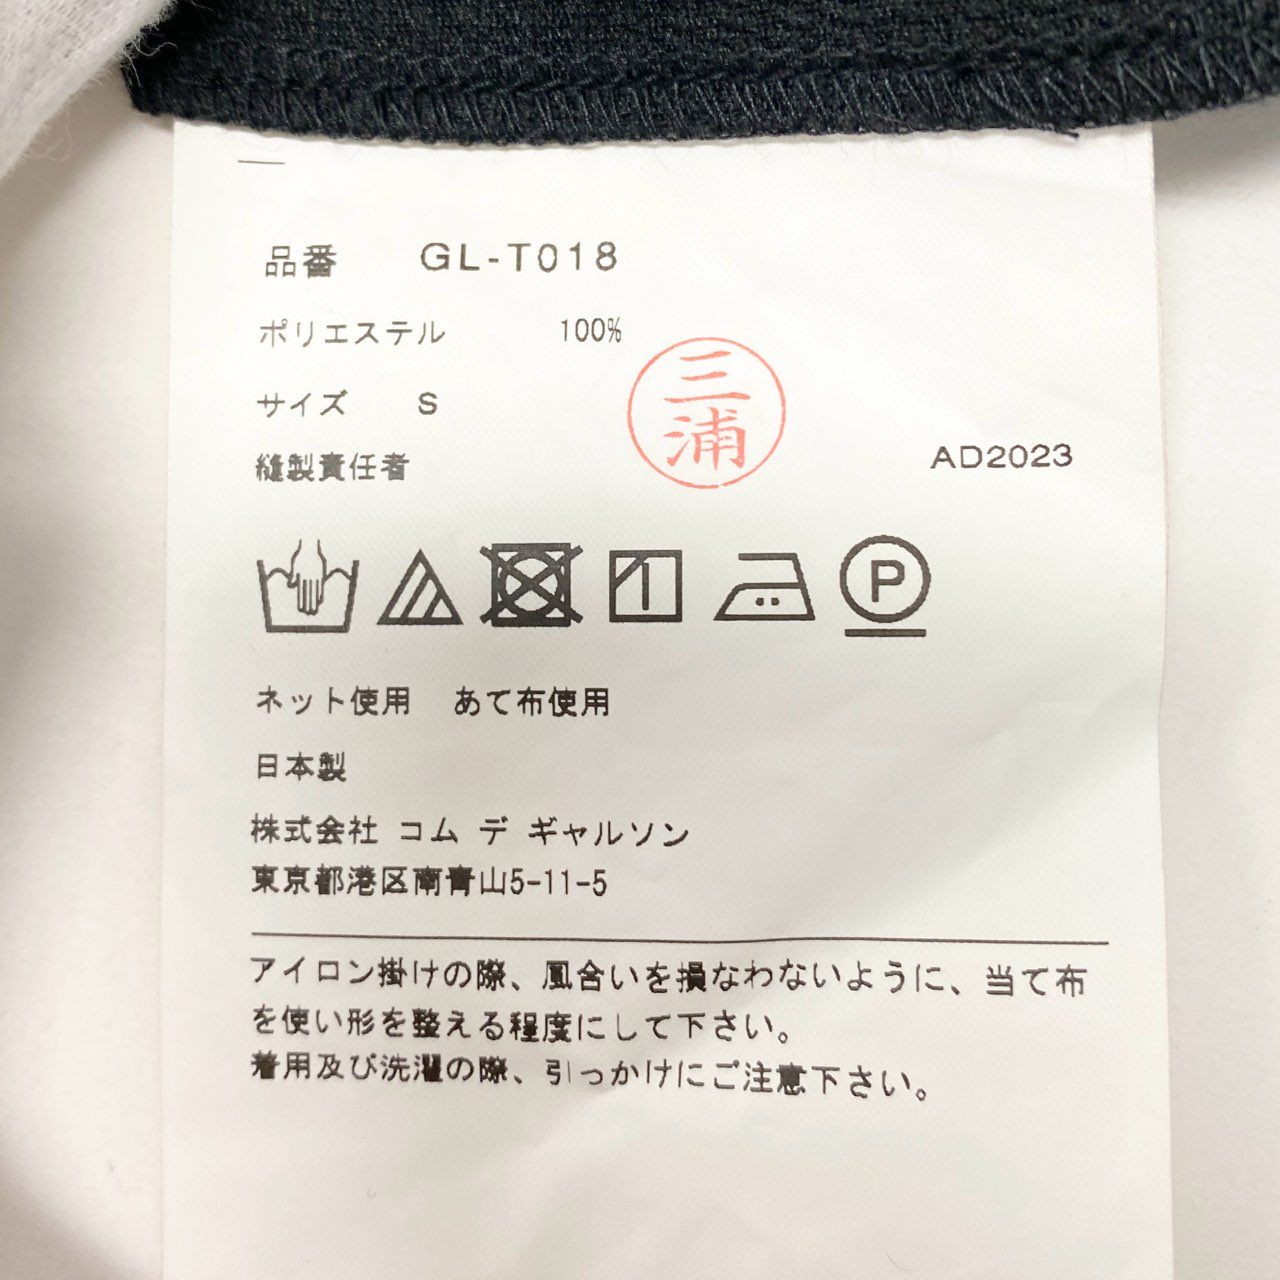 品番 GL-T018
ポリエステル 100%
サイズ S
三浦
縫製責任者
AD2023
P
ネット使用 あて布使用
日本製
株式会社 コム デ ギャルソン
東京都港区南青山5-11-5
アイロン掛けの際、風合いを損なわないように、当て布
を使い形を整える程度にして下さい。
着用及び洗濯の際、引っかけにご注意下さい。